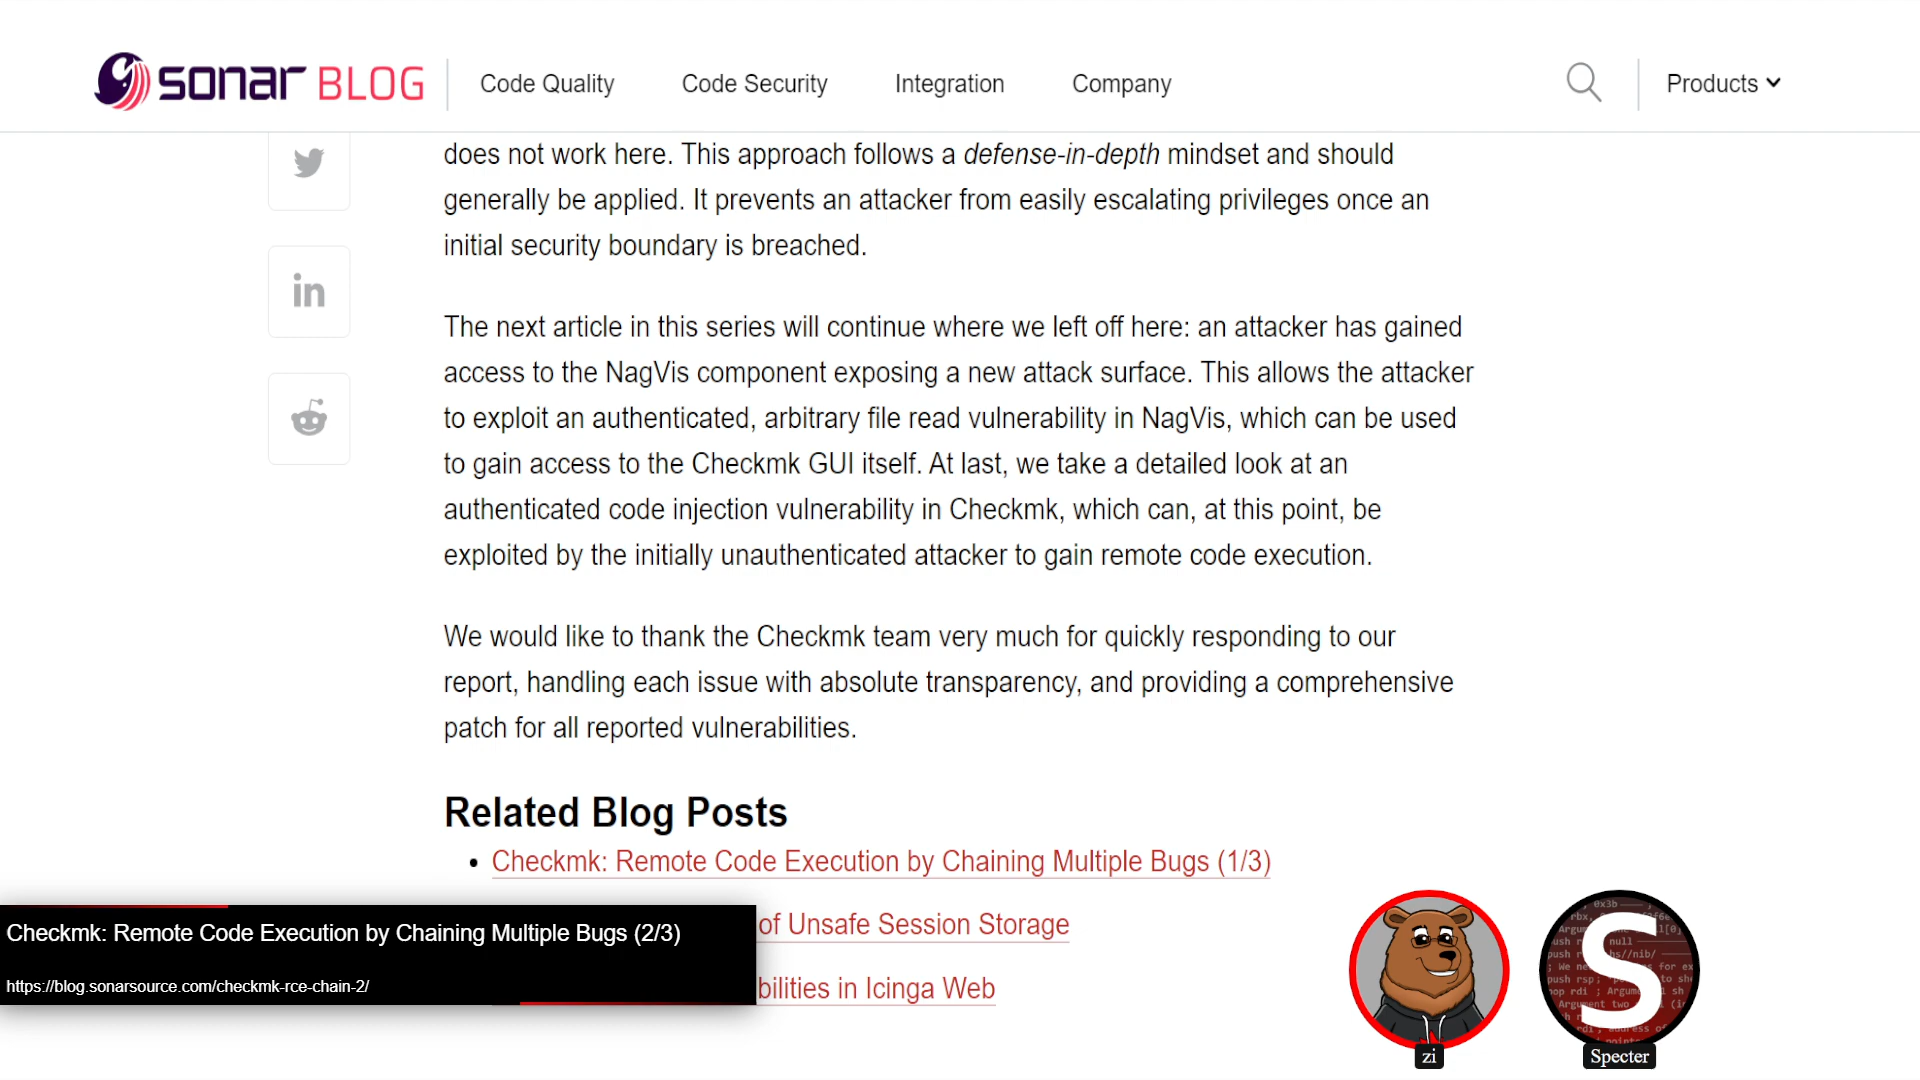 sonar BLOG
Code Quality
Code Security
Integration
Company
Products
does not work here. This approach follows a defense-in-depth mindset and should
generally be applied. It prevents an attacker from easily escalating privileges once an
initial security boundary is breached.
The next article in this series will continue where we left off here: an attacker has gained
access to the NagVis component exposing a new attack surface. This allows the attacker
to exploit an authenticated, arbitrary file read vulnerability in NagVis, which can be used
to gain access to the Checkmk GUI itself. At last, we take a detailed look at an
authenticated code injection vulnerability in Checkmk, which can, at this point, be
exploited by the initially unauthenticated attacker to gain remote code execution.
We would like to thank the Checkmk team very much for quickly responding to our
report, handling each issue with absolute transparency, and providing a comprehensive
patch for all reported vulnerabilities.
Related Blog Posts
• Checkmk: Remote Code Execution by Chaining Multiple Bugs (1/3)
of Unsafe Session Storage
bilities in Icinga Web
Checkmk: Remote Code Execution by Chaining Multiple Bugs (2/3)
https://blog.sonarsource.com/checkmk-rce-chain-2/
zi
S
Specter